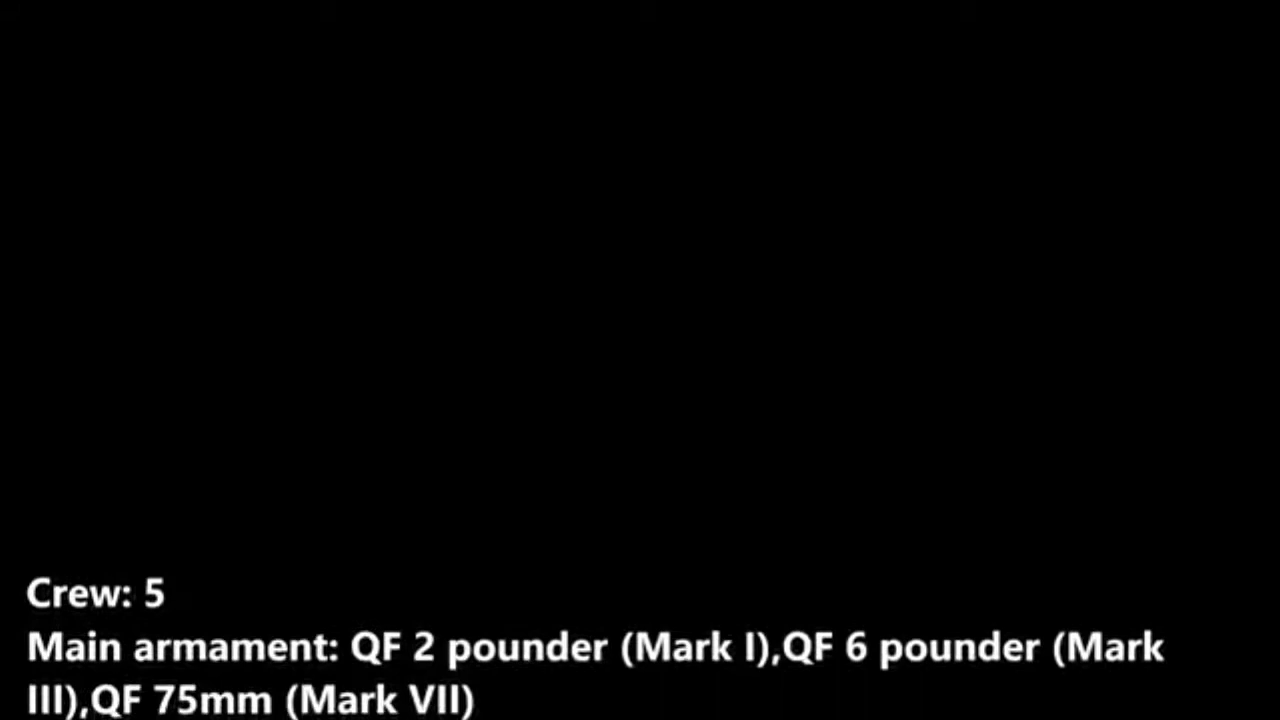 Crew: 5
Main armament: QF 2 pounder (Mark I),QF 6 pounder (Mark
III),QF 75mm (Mark VII)